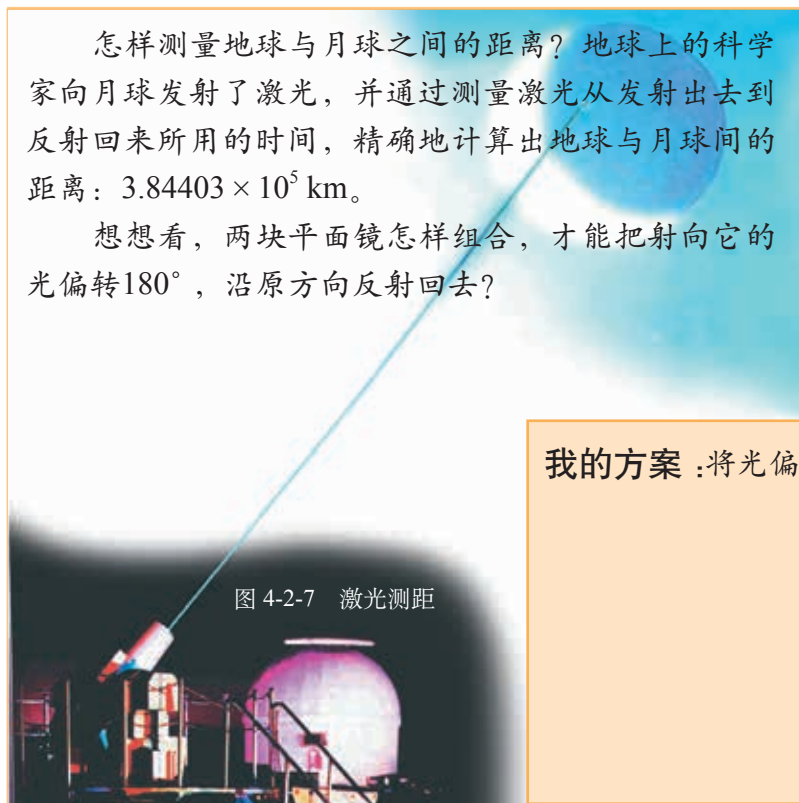 怎样测量地球与月球之间的距离？地球上的科学
家向月球发射了激光，并通过测量激光从发射出去到
反射回来所用的时间，精确地计算出地球与月球间的
距离：3.84403 × 10⁵ km。
想想看，两块平面镜怎样组合，才能把射向它的
光偏转180°，沿原方向反射回去？
我的方案：将光偏
图 4-2-7 激光测距